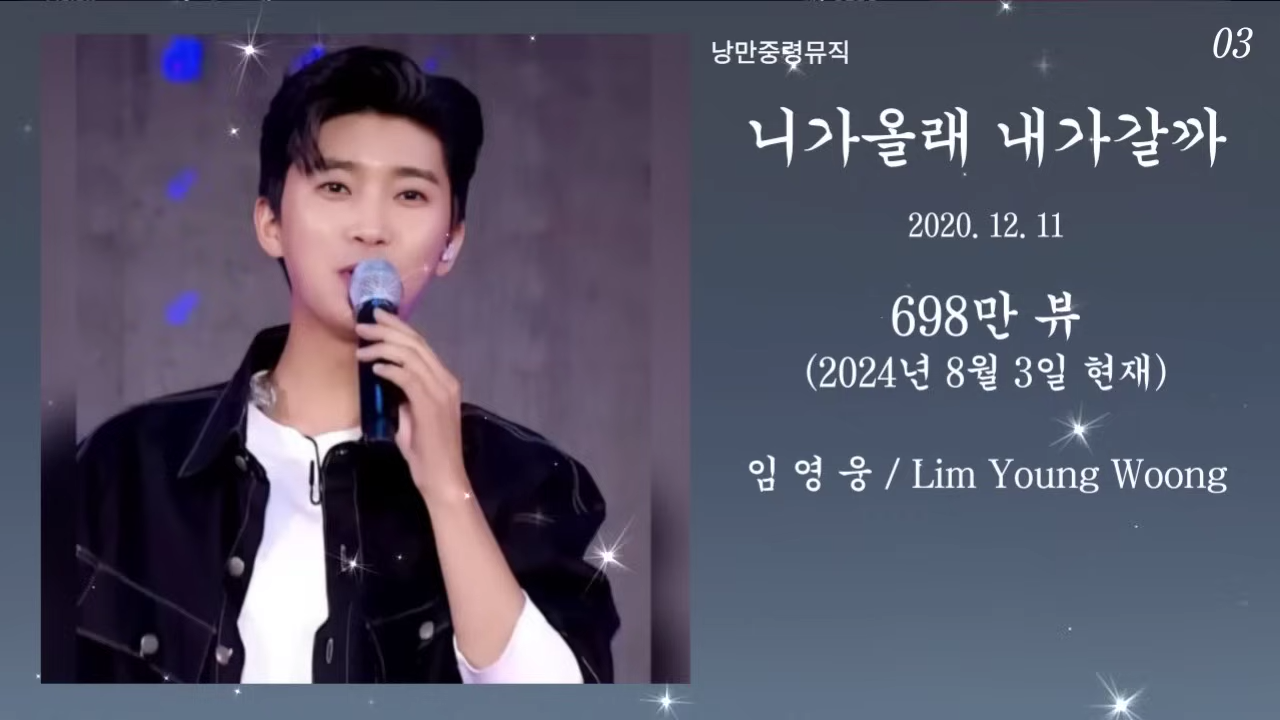 낭만중령뮤직
03
니가올래 내가갈까
2020. 12. 11
698만 뷰
(2024년 8월 3일 현재)
임 영 웅 / Lim Young Woong